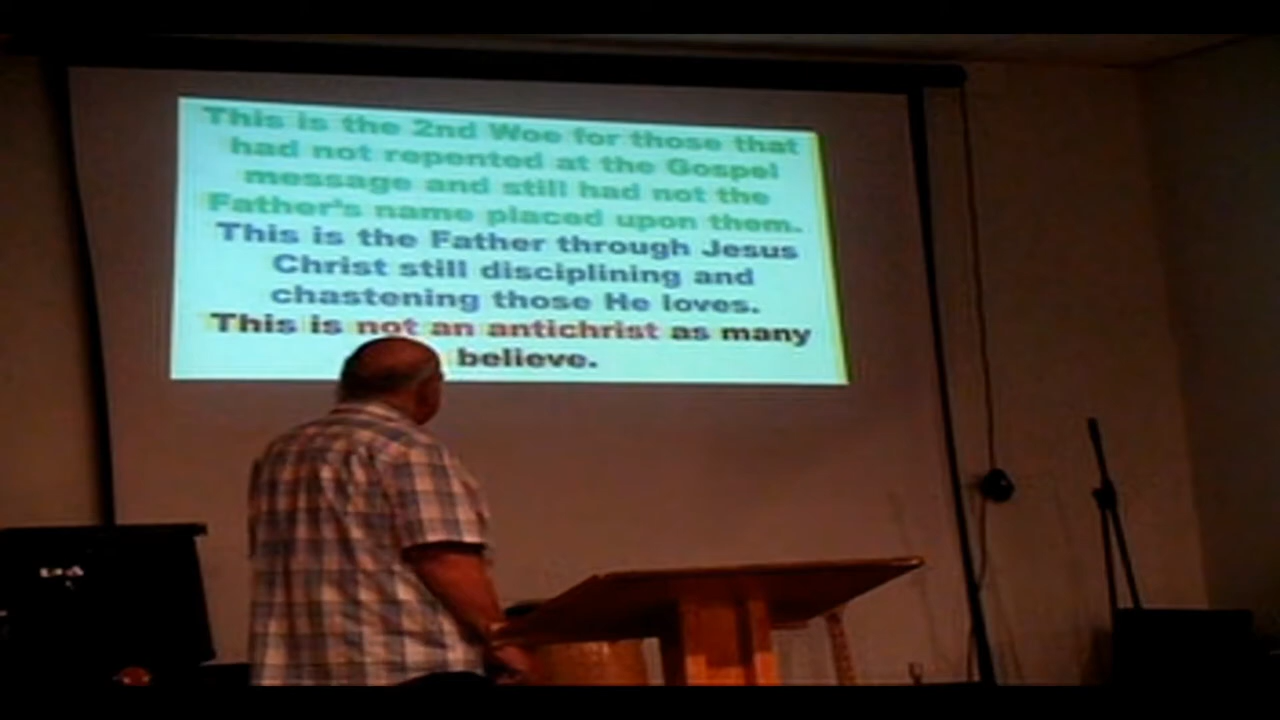 This is the 2nd Woe for those that
had not repented at the Gospel
message and still had not the
Father's name placed upon them.
This is the Father through Jesus
Christ still disciplining and
chastening those He loves.
This is not an antichrist as many
believe.